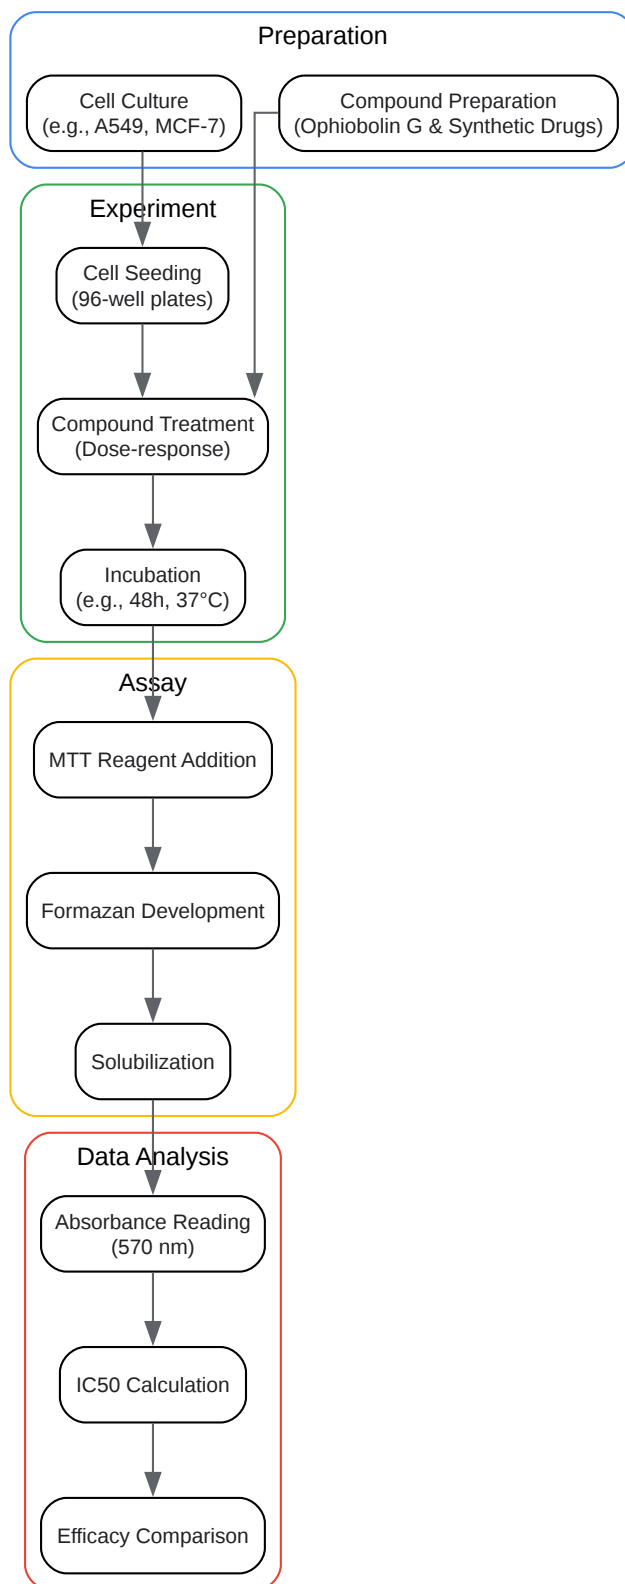 Preparation
Cell Culture
(e.g., A549, MCF-7)
Compound Preparation
(Ophiobolin G & Synthetic Drugs)
Experiment
Cell Seeding
(96-well plates)
Compound Treatment
(Dose-response)
Incubation
(e.g., 48h, 37°C)
Assay
MTT Reagent Addition
Formazan Development
Solubilization
Data Analysis
Absorbance Reading
(570 nm)
IC50 Calculation
Efficacy Comparison